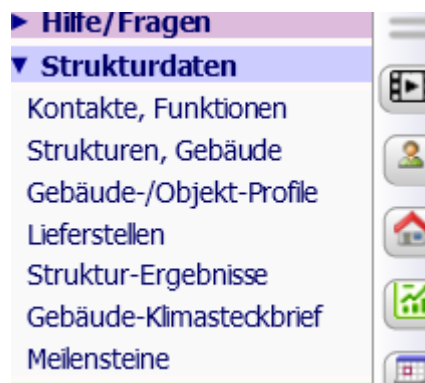 ► Hilfe/Fragen
▼ Strukturdaten
Kontakte, Funktionen
Strukturen, Gebäude
Gebäude-/Objekt-Profile
Lieferstellen
Struktur-Ergebnisse
Gebäude-Klimasteckbrief
Meilensteine